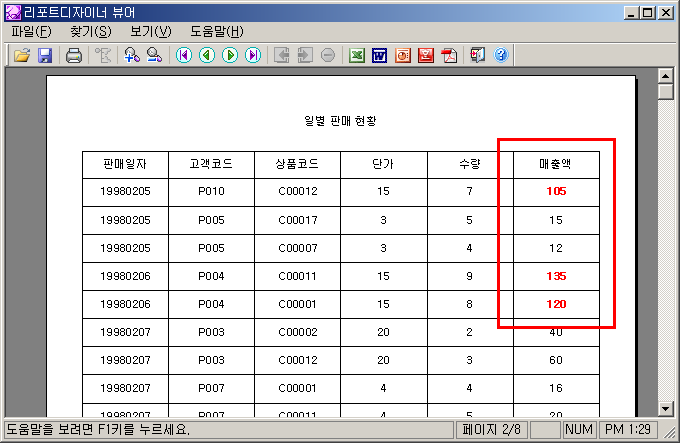 리포트디자이너 뷰어
파일(F) 찾기(S) 보기(V) 도움말(H)
일별 판매 현황
판매일자 고객코드 상품코드 단가 수량 매출액
19980205 P010 C00012 15 7 105
19980205 P005 C00017 3 5 15
19980205 P005 C00007 3 4 12
19980206 P004 C00011 15 9 135
19980206 P004 C00001 15 8 120
19980207 P003 C00002 20 2 40
19980207 P003 C00012 20 3 60
19980207 P007 C00001 4 4 16
19980207 P007 C00011 4 5 20
도움말을 보려면 F1키를 누르세요. 페이지 2/8 NUM PM 1:29